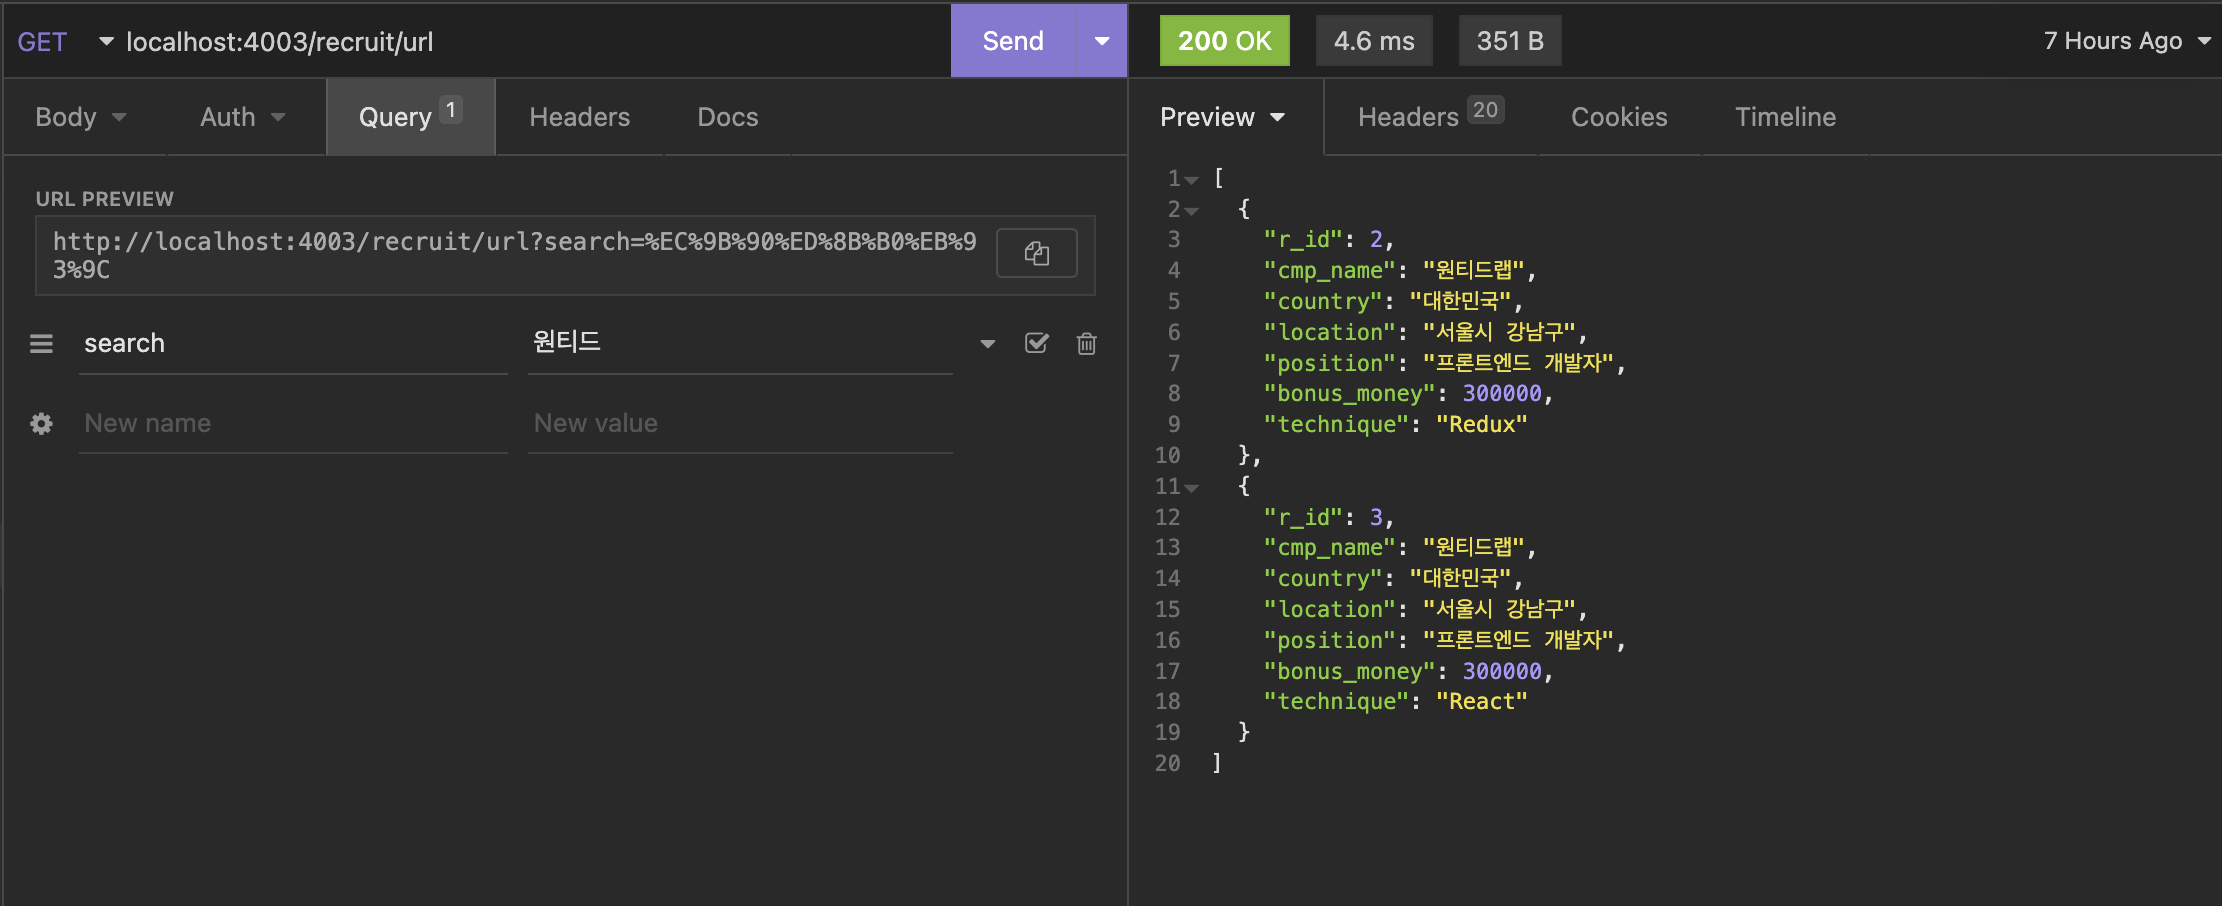 GET localhost:4003/recruit/url Send 200 OK 4.6 ms 351 B 7 Hours Ago
Body Auth Query 1 Headers Docs Preview Headers 20 Cookies Timeline
URL PREVIEW
http://localhost:4003/recruit/url?search=%EC%9B%90%ED%8B%B0%EB%9
3%9C
search 원티드
New name New value
1 [
2 {
3 "r_id": 2,
4 "cmp_name": "원티드랩",
5 "country": "대한민국",
6 "location": "서울시 강남구",
7 "position": "프론트엔드 개발자",
8 "bonus_money": 300000,
9 "technique": "Redux"
10 },
11 {
12 "r_id": 3,
13 "cmp_name": "원티드랩",
14 "country": "대한민국",
15 "location": "서울시 강남구",
16 "position": "프론트엔드 개발자",
17 "bonus_money": 300000,
18 "technique": "React"
19 }
20 ]